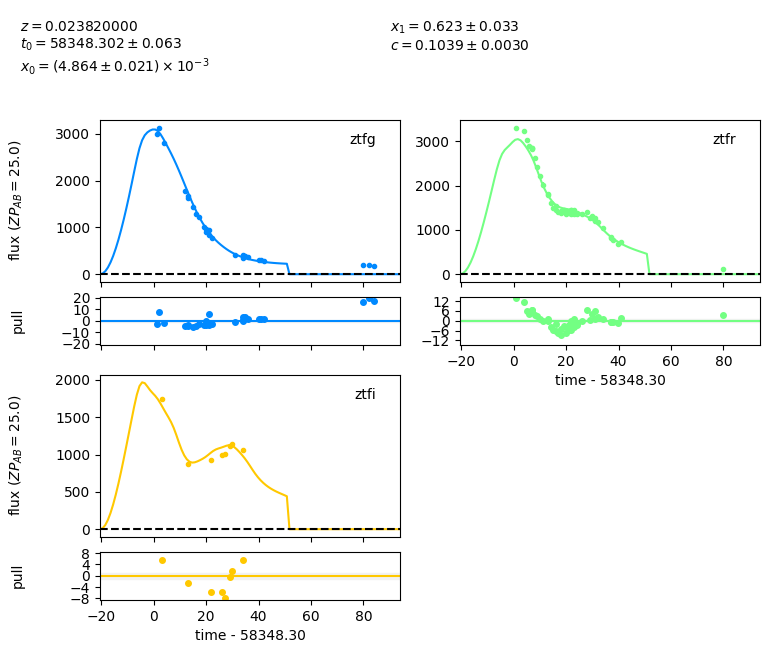 z = 0.023820000
t₀ = 58348.302 ± 0.063
x₀ = (4.864 ± 0.021) × 10⁻³
x₁ = 0.623 ± 0.033
c = 0.1039 ± 0.0030
flux (ZP_AB = 25.0)
3000
2000
1000
0
ztfg
3000
2000
1000
0
ztfr
pull
20
10
0
−10
−20
12
6
0
−6
−12
−20 0 20 40 60 80
time - 58348.30
flux (ZP_AB = 25.0)
2000
1500
1000
500
0
ztfi
pull
8
4
0
−4
−8
−20 0 20 40 60 80
time - 58348.30